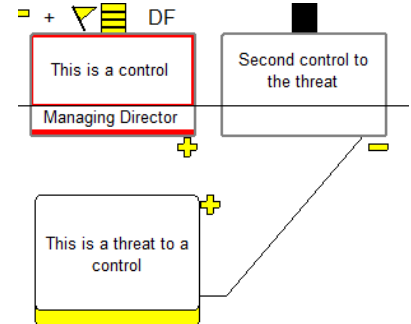 + DF
This is a control
Managing Director
Second control to
the threat
This is a threat to a
control